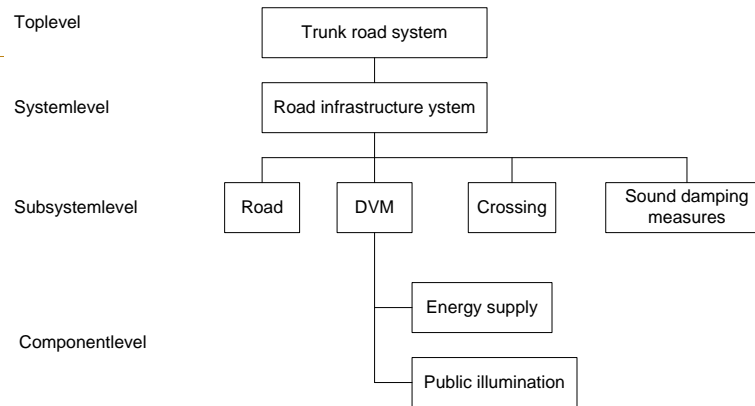 Toplevel
Trunk road system
Systemlevel
Road infrastructure ystem
Subsystemlevel
Road
DVM
Crossing
Sound damping
measures
Energy supply
Componentlevel
Public illumination